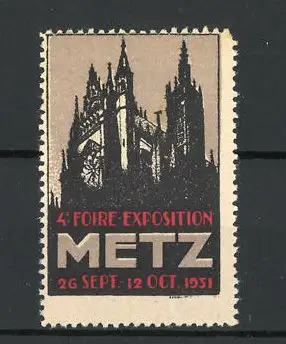 4e FOIRE-EXPOSITION
METZ
26 SEPT.-12 OCT. 1931